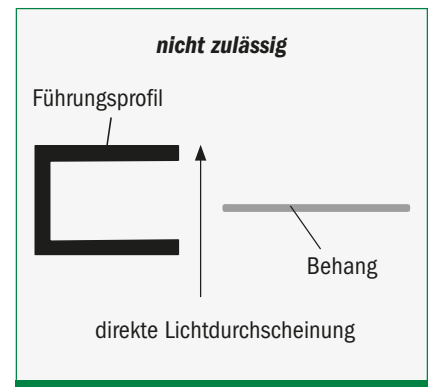 nicht zulässig
Führungsprofil
Behang
direkte Lichtdurchscheinung